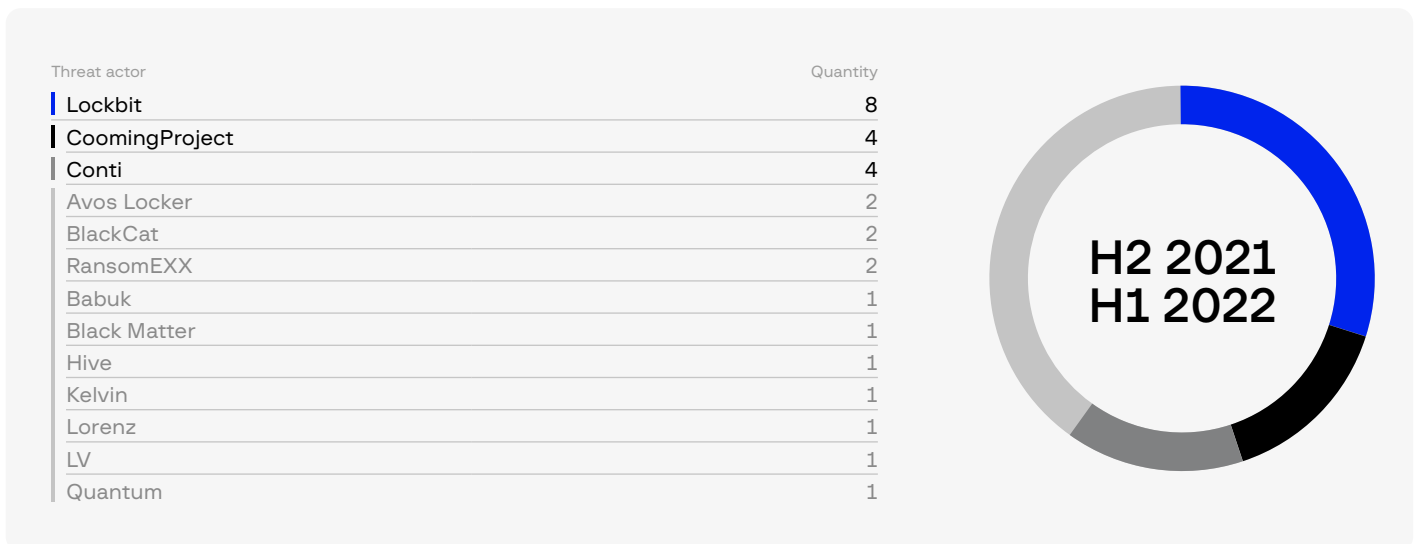 Threat actor Quantity
Lockbit 8
CoomingProject 4
Conti 4
Avos Locker 2
BlackCat 2
RansomEXX 2
Babuk 1
Black Matter 1
Hive 1
Kelvin 1
Lorenz 1
LV 1
Quantum 1
H2 2021
H1 2022